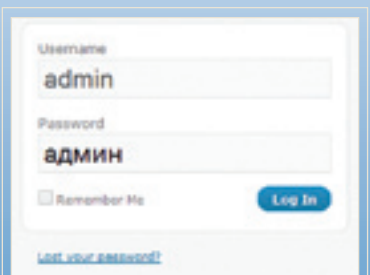 Username
admin
Password
админ
Remember Me
Log In
Lost your password?